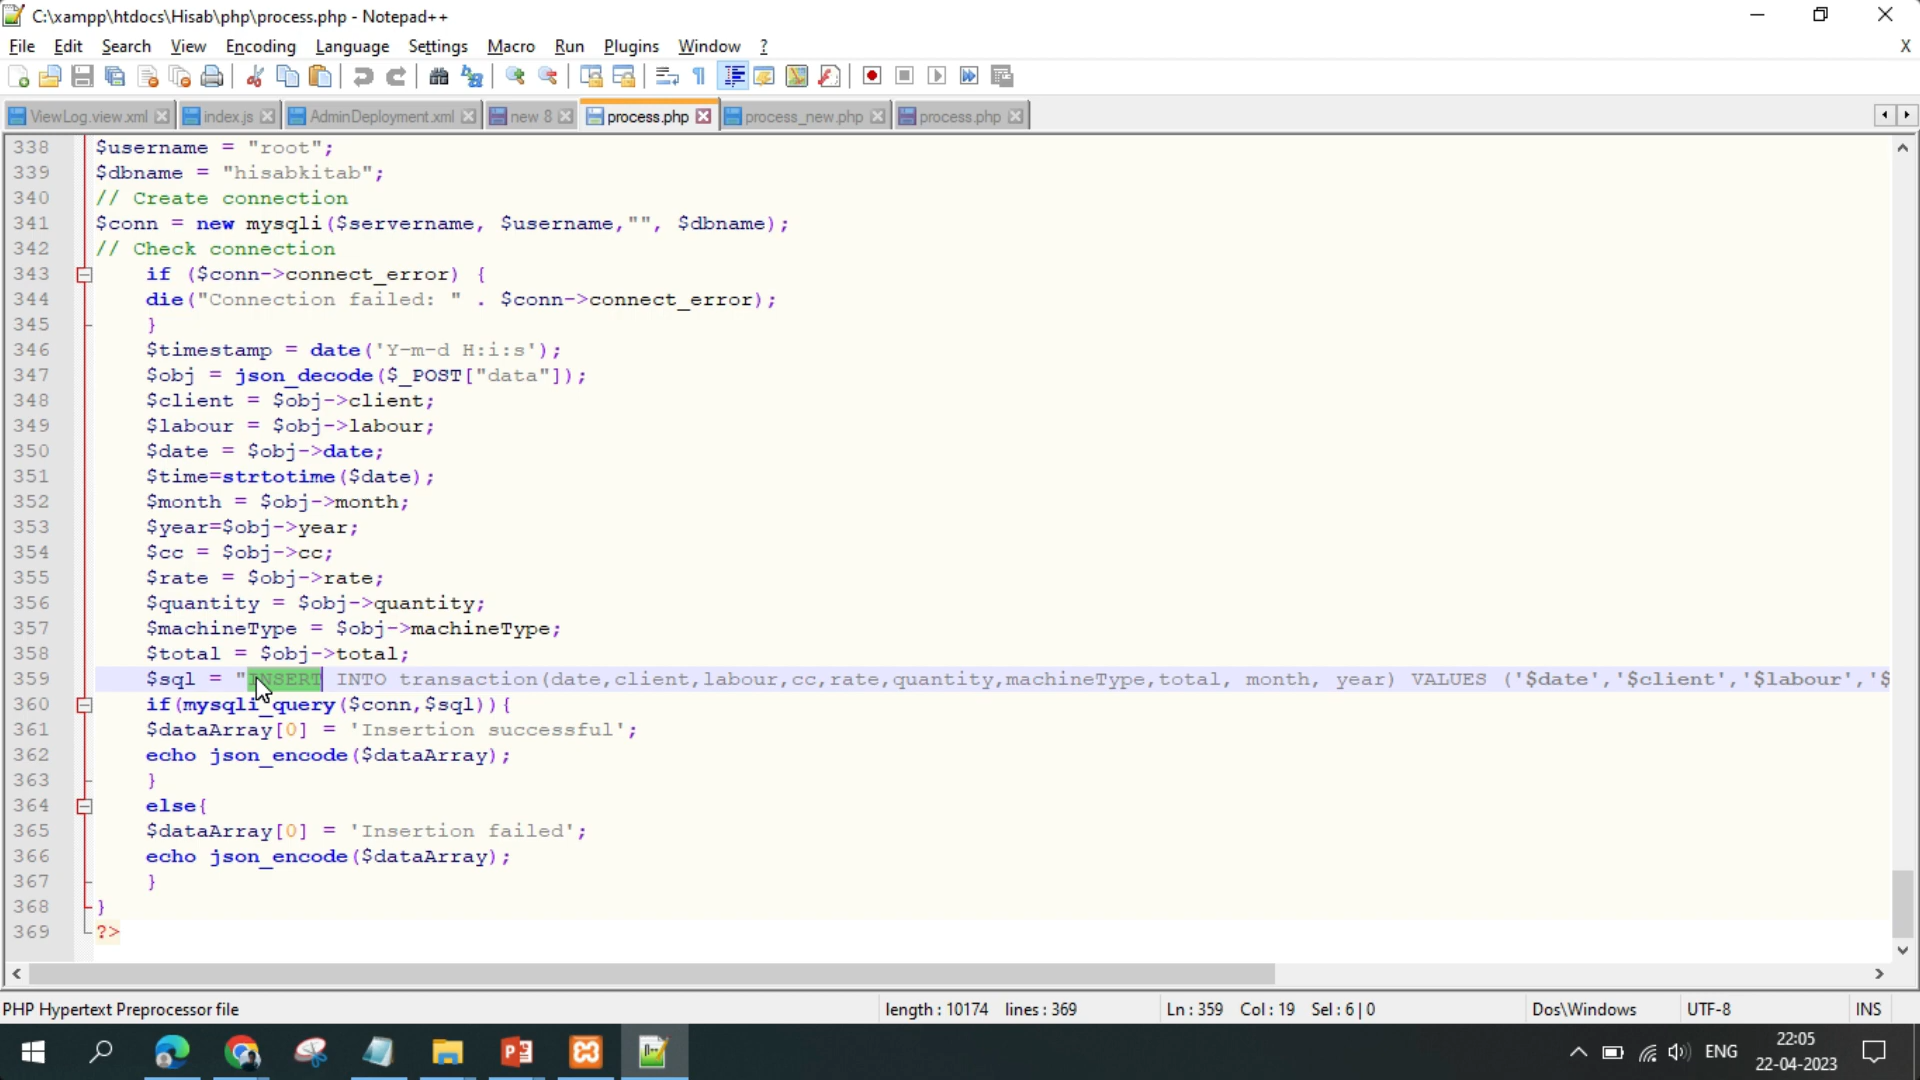 C:\xampp\htdocs\Hisab\php\process.php - Notepad++
File Edit Search View Encoding Language Settings Macro Run Plugins Window ? X
ViewLog.view.xml index.js AdminDeployment.xml new 8 process.php process_new.php process.php
338 $username = "root";
339 $dbname = "hisabkitab";
340 // Create connection
341 $conn = new mysqli($servername, $username,"", $dbname);
342 // Check connection
343 if ($conn->connect_error) {
344 die("Connection failed: " . $conn->connect_error);
345 }
346 $timestamp = date('Y-m-d H:i:s');
347 $obj = json_decode($_POST["data"]);
348 $client = $obj->client;
349 $labour = $obj->labour;
350 $date = $obj->date;
351 $time=strtotime($date);
352 $month = $obj->month;
353 $year=$obj->year;
354 $cc = $obj->cc;
355 $rate = $obj->rate;
356 $quantity = $obj->quantity;
357 $machineType = $obj->machineType;
358 $total = $obj->total;
359 $sql = "INSERT INTO transaction(date,client,labour,cc,rate,quantity,machineType,total, month, year) VALUES ('$date','$client','$labour','$
360 if(mysqli_query($conn,$sql)){
361 $dataArray[0] = 'Insertion successful';
362 echo json_encode($dataArray);
363 }
364 else{
365 $dataArray[0] = 'Insertion failed';
366 echo json_encode($dataArray);
367 }
368 }
369 ?>
PHP Hypertext Preprocessor file length : 10174 lines : 369 Ln : 359 Col : 19 Sel : 6 | 0 Dos\Windows UTF-8 INS
ENG 22:05
22-04-2023